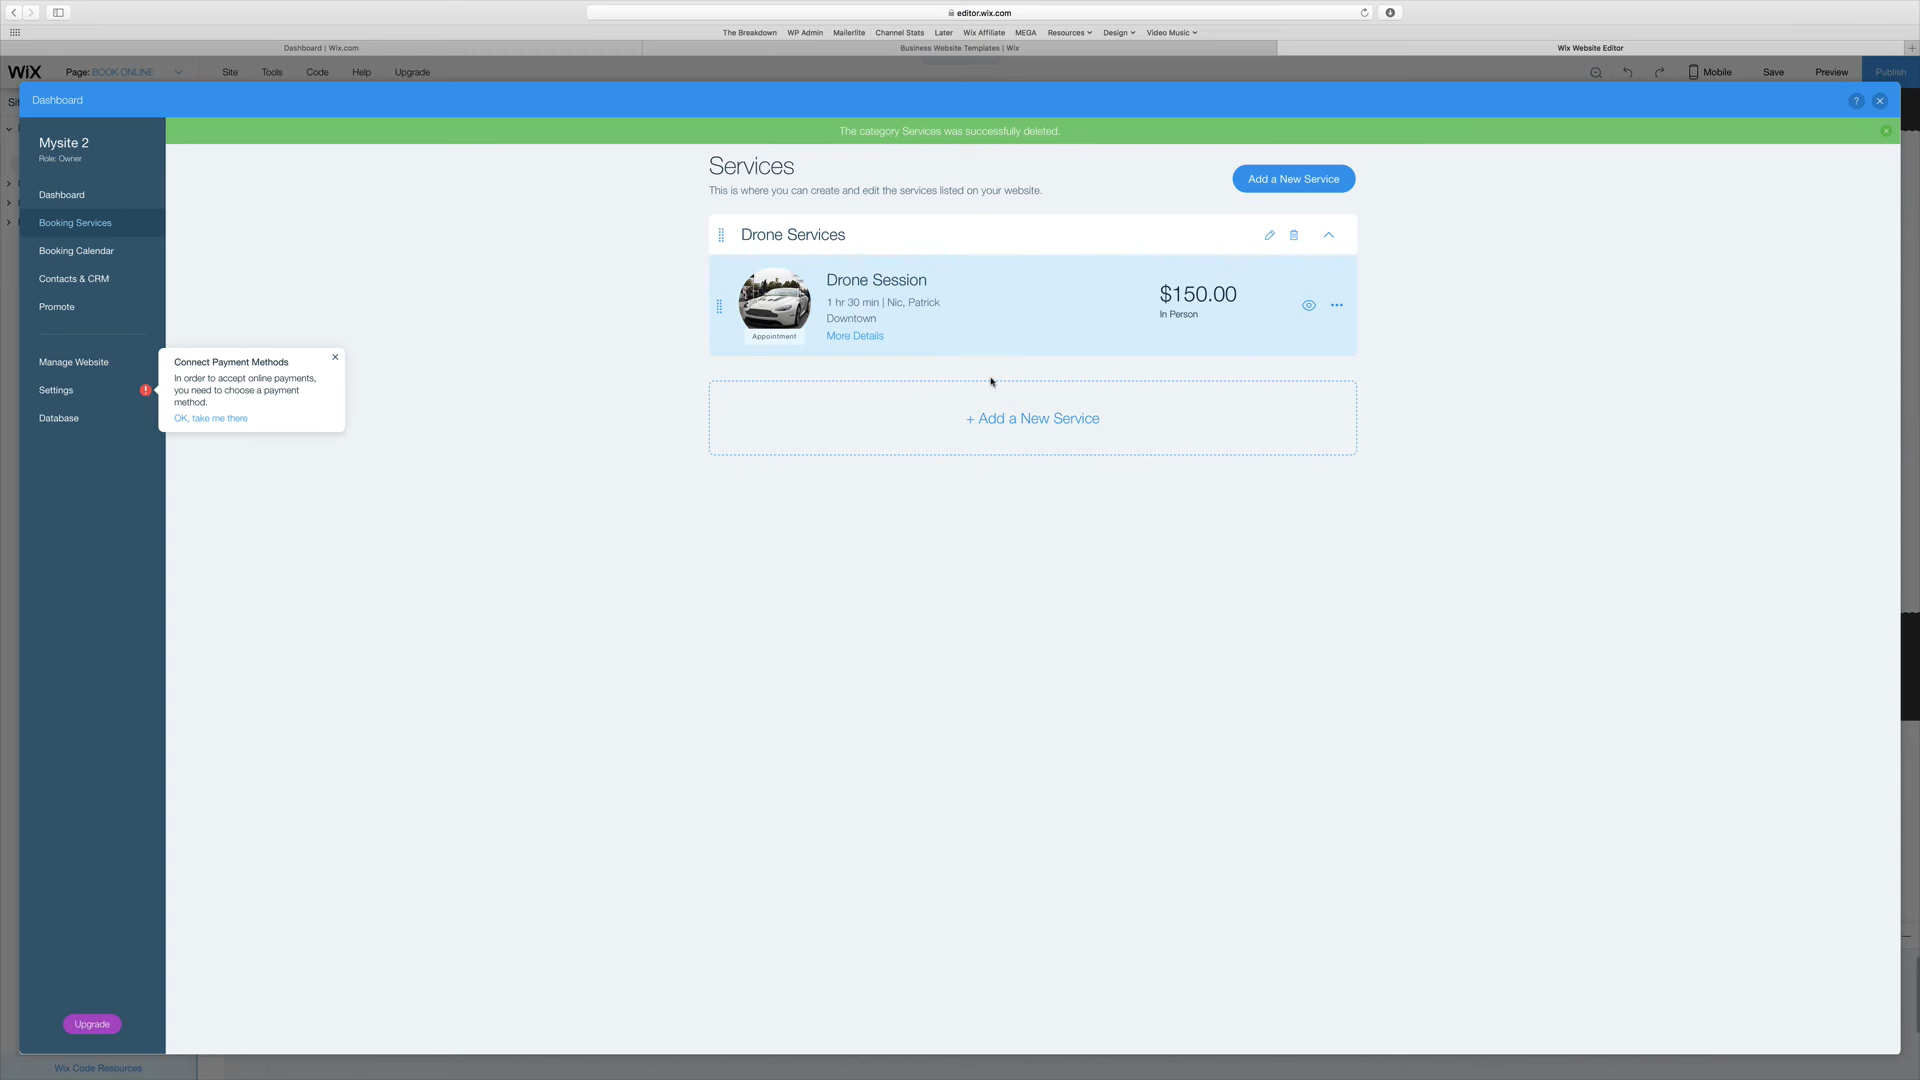 editor.wix.com
The Breakdown WP Admin Mailerlite Channel Stats Later Wix Affiliate MEGA Resources Design Video Music
Dashboard | Wix.com Business Website Templates | Wix Wix Website Editor
WiX Page: BOOK ONLINE Site Tools Code Help Upgrade Mobile Save Preview Publish
Dashboard ?
The category Services was successfully deleted.
Mysite 2
Role: Owner
Dashboard
Booking Services
Booking Calendar
Contacts & CRM
Promote
Manage Website
Settings
Database
Upgrade
Connect Payment Methods
In order to accept online payments,
you need to choose a payment
method.
OK, take me there
Services
This is where you can create and edit the services listed on your website.
Add a New Service
Drone Services
Drone Session
1 hr 30 min | Nic, Patrick
Downtown
More Details
Appointment
$150.00
In Person
+ Add a New Service
Wix Code Resources